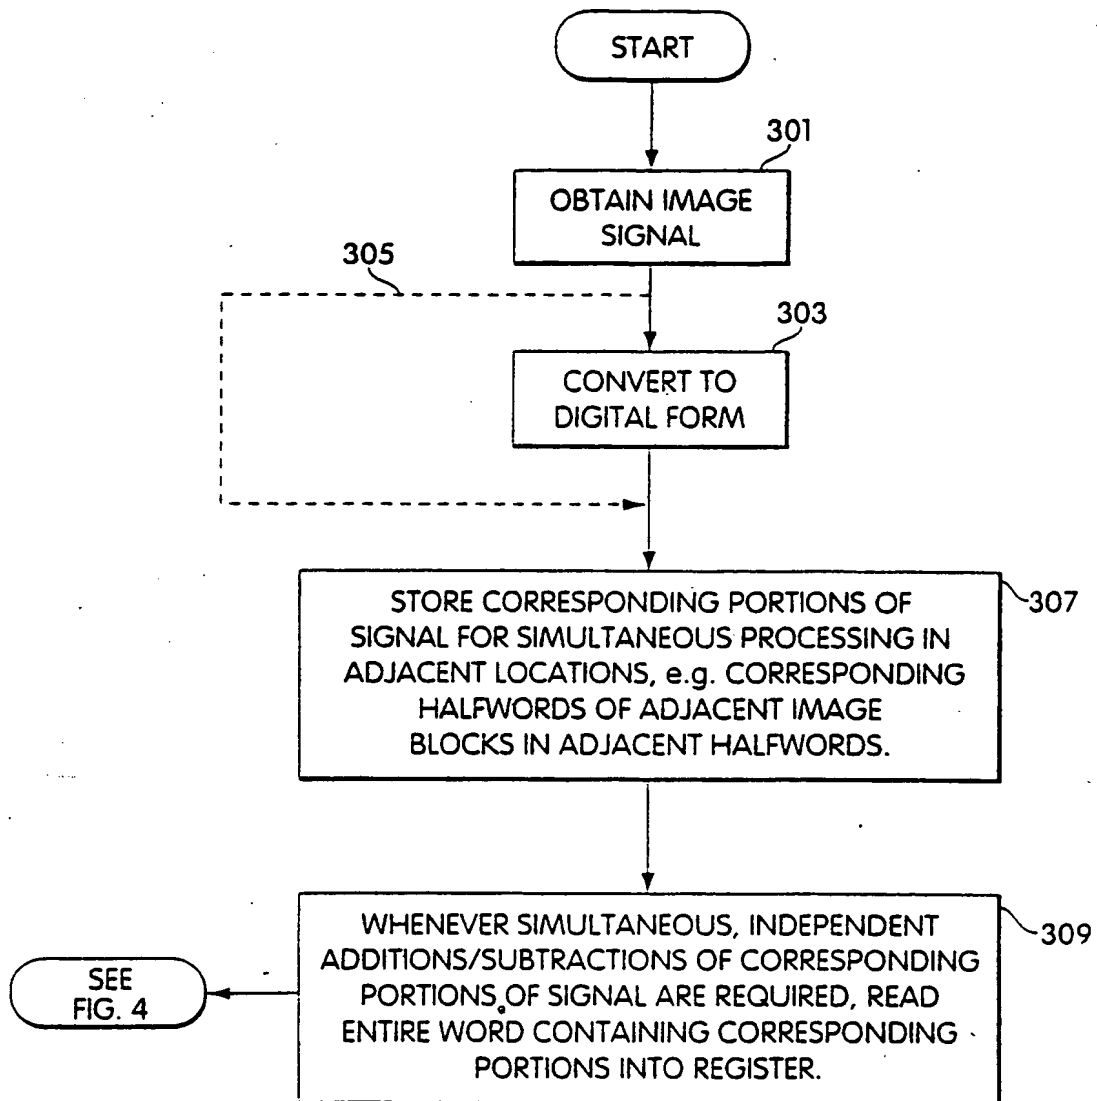 START
301
OBTAIN IMAGE
SIGNAL
305
303
CONVERT TO
DIGITAL FORM
307
STORE CORRESPONDING PORTIONS OF
SIGNAL FOR SIMULTANEOUS PROCESSING IN
ADJACENT LOCATIONS, e.g. CORRESPONDING
HALFWORDS OF ADJACENT IMAGE
BLOCKS IN ADJACENT HALFWORDS.
309
WHENEVER SIMULTANEOUS, INDEPENDENT
ADDITIONS/SUBTRACTIONS OF CORRESPONDING
PORTIONS OF SIGNAL ARE REQUIRED, READ
ENTIRE WORD CONTAINING CORRESPONDING
PORTIONS INTO REGISTER.
SEE
FIG. 4